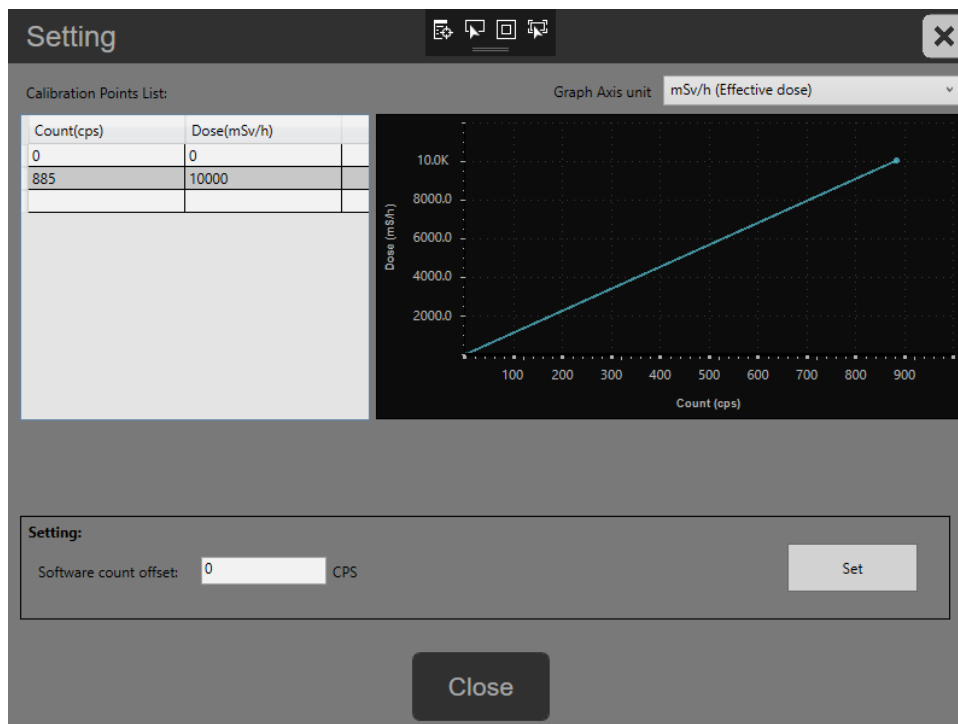 Setting
Calibration Points List:
Graph Axis unit
mSv/h (Effective dose)
Count(cps) Dose(mSv/h)
0 0
885 10000
10.0K
8000.0
6000.0
4000.0
2000.0
Dose (mS/h)
100 200 300 400 500 600 700 800 900
Count (cps)
Setting:
Software count offset: 0 CPS
Set
Close